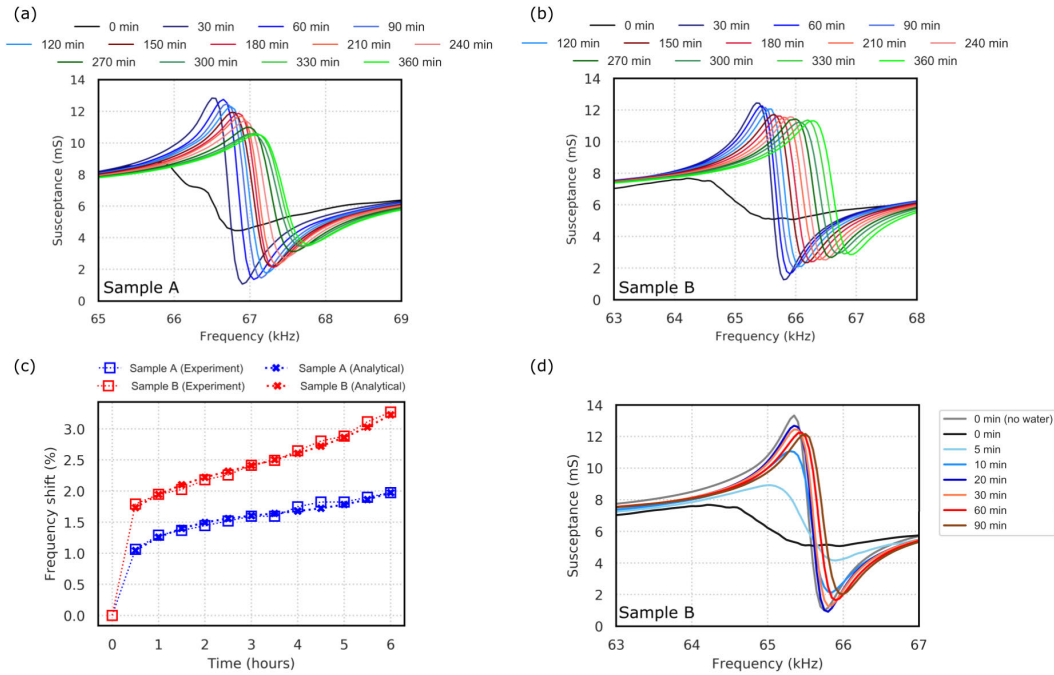 (a)
0 min 30 min 60 min 90 min
120 min 150 min 180 min 210 min 240 min
270 min 300 min 330 min 360 min
14
12
10
8
6
4
2
0
Susceptance (mS)
Sample A
65 66 67 68 69
Frequency (kHz)
(b)
0 min 30 min 60 min 90 min
120 min 150 min 180 min 210 min 240 min
270 min 300 min 330 min 360 min
14
12
10
8
6
4
2
0
Susceptance (mS)
Sample B
63 64 65 66 67 68
Frequency (kHz)
(c)
Sample A (Experiment) Sample A (Analytical)
Sample B (Experiment) Sample B (Analytical)
3.0
2.5
2.0
1.5
1.0
0.5
0.0
Frequency shift (%)
0 1 2 3 4 5 6
Time (hours)
(d)
14
12
10
8
6
4
2
0
Susceptance (mS)
Sample B
63 64 65 66 67
Frequency (kHz)
0 min (no water)
0 min
5 min
10 min
20 min
30 min
60 min
90 min